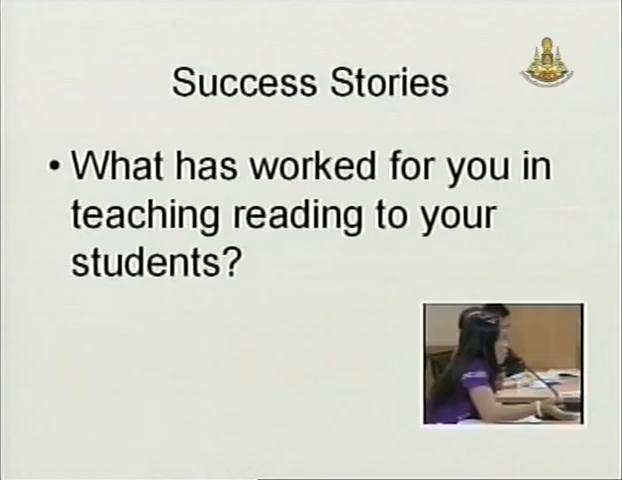 Success Stories
• What has worked for you in
teaching reading to your
students?